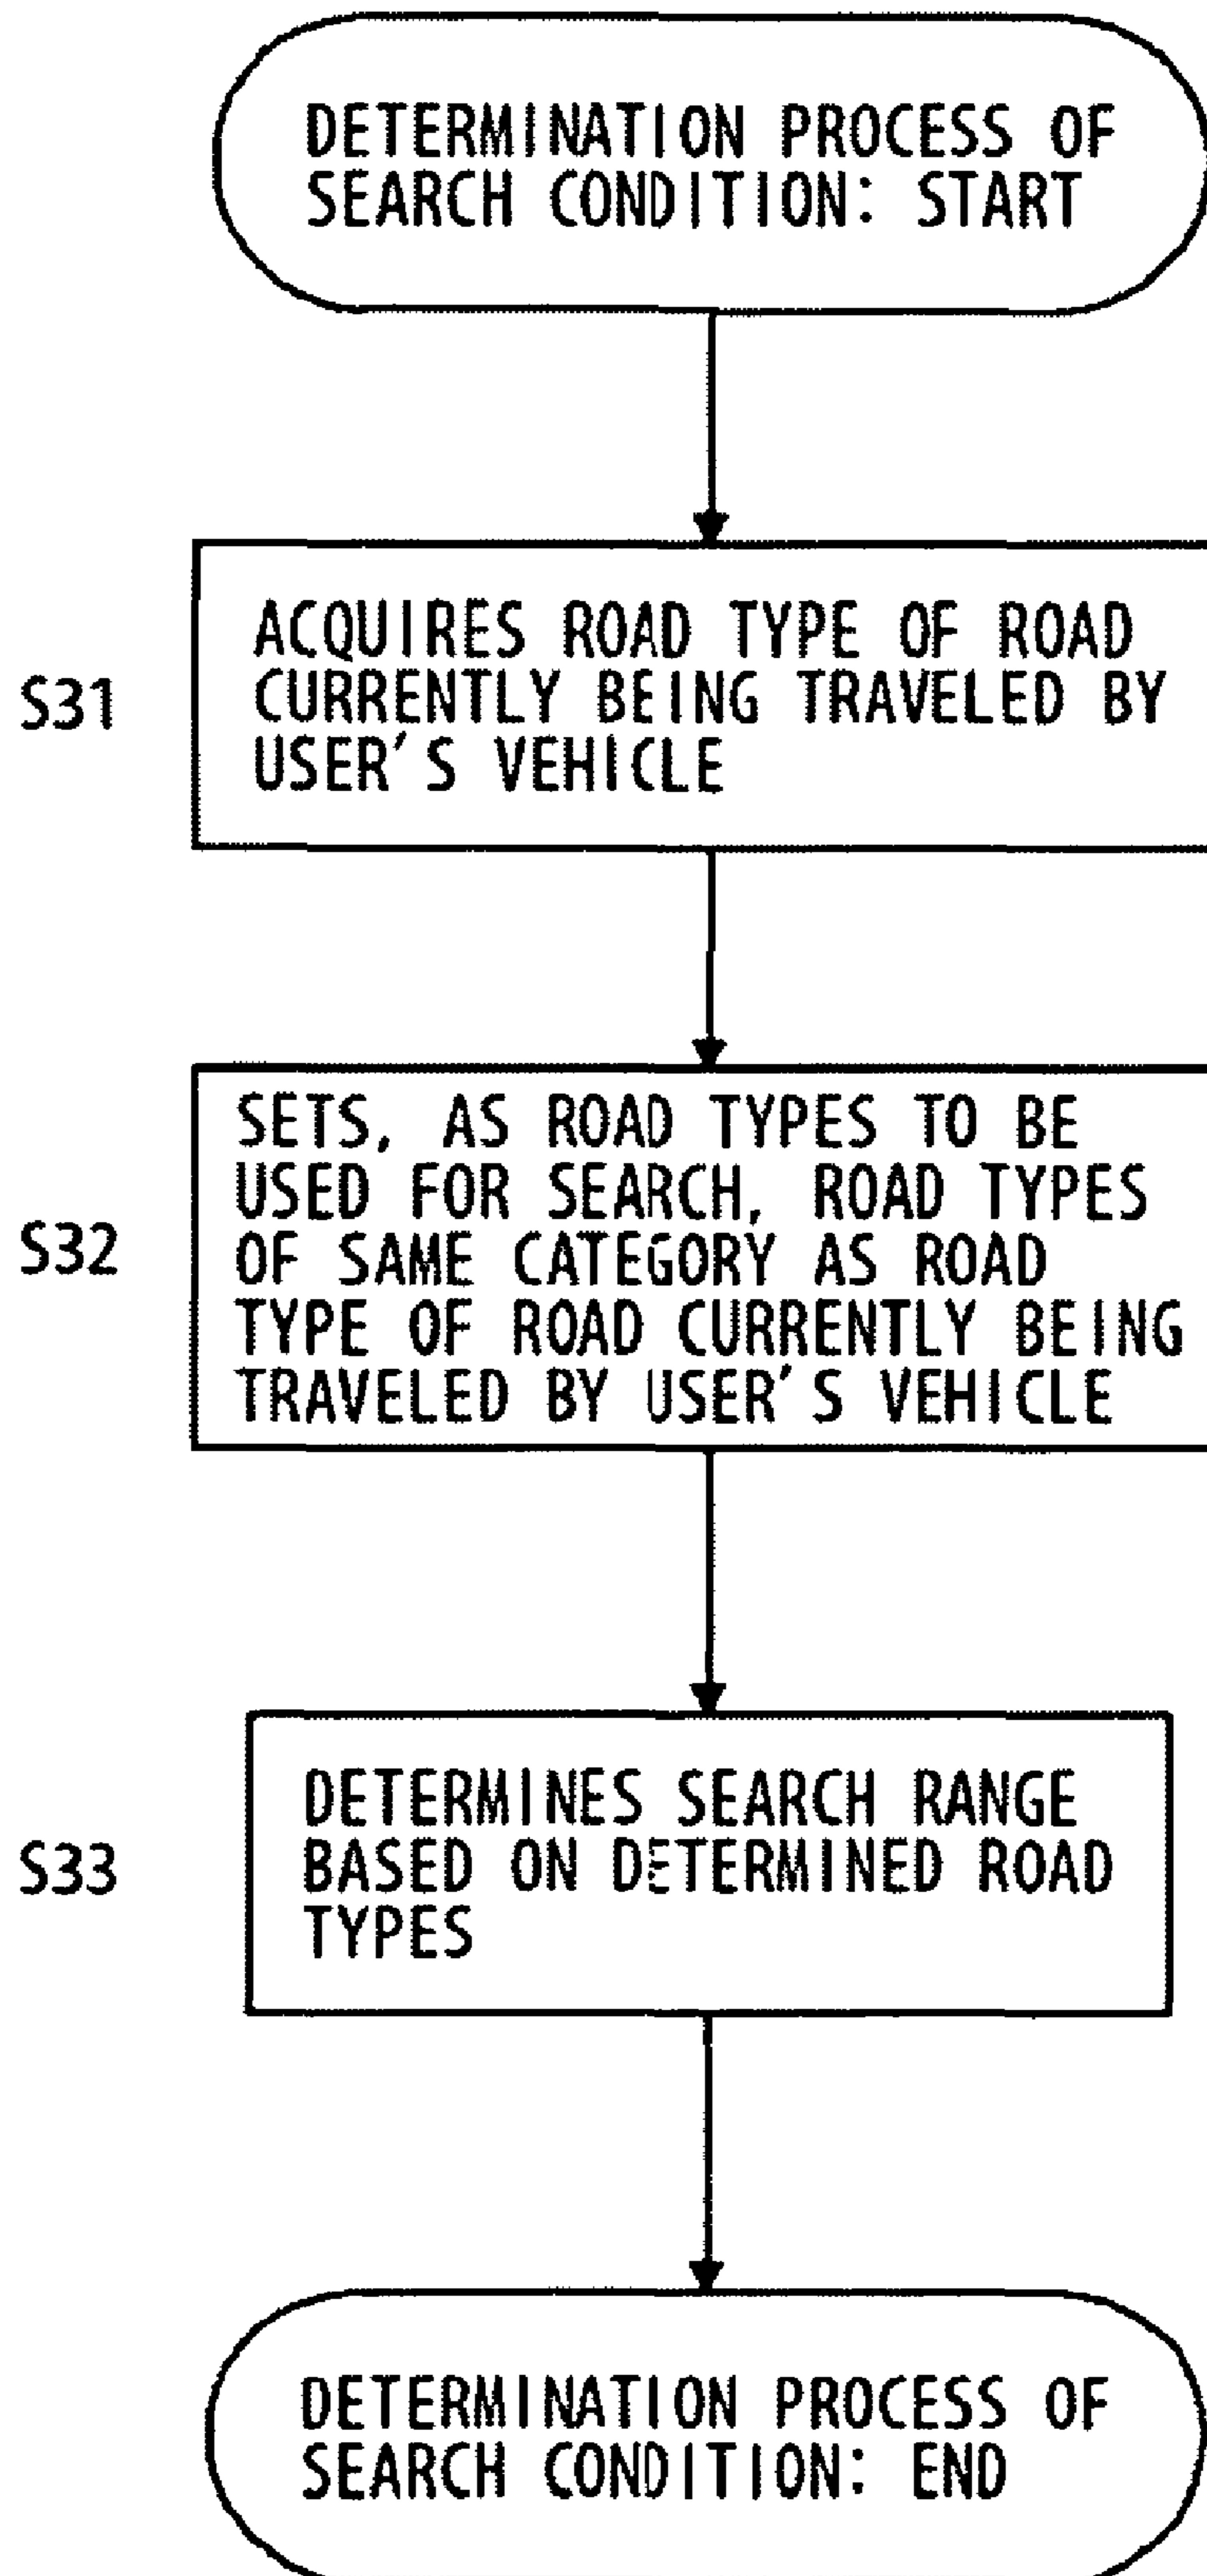 DETERMINATION PROCESS OF
SEARCH CONDITION: START
S31
ACQUIRES ROAD TYPE OF ROAD
CURRENTLY BEING TRAVELED BY
USER'S VEHICLE
S32
SETS, AS ROAD TYPES TO BE
USED FOR SEARCH, ROAD TYPES
OF SAME CATEGORY AS ROAD
TYPE OF ROAD CURRENTLY BEING
TRAVELED BY USER'S VEHICLE
S33
DETERMINES SEARCH RANGE
BASED ON DETERMINED ROAD
TYPES
DETERMINATION PROCESS OF
SEARCH CONDITION: END